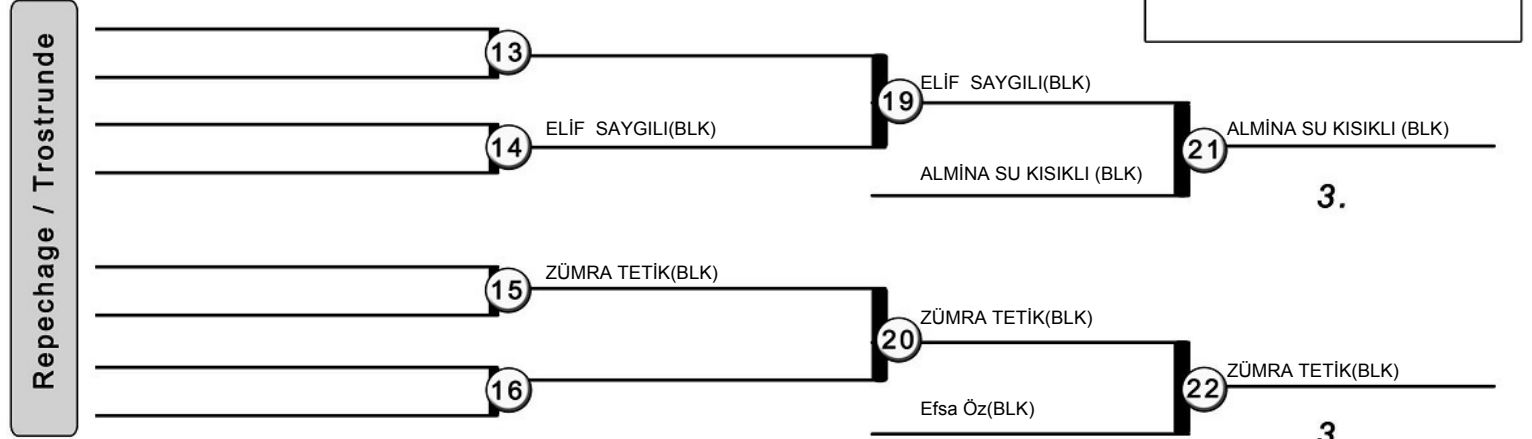 Repechage / Trostrunde
13
ELİF  SAYGILI(BLK)
19
ELİF  SAYGILI(BLK)
14
ALMİNA SU KISIKLI (BLK)
21
ALMİNA SU KISIKLI (BLK)
3.
ZÜMRA TETİK(BLK)
15
ZÜMRA TETİK(BLK)
20
16
Efsa Öz(BLK)
22
ZÜMRA TETİK(BLK)
3